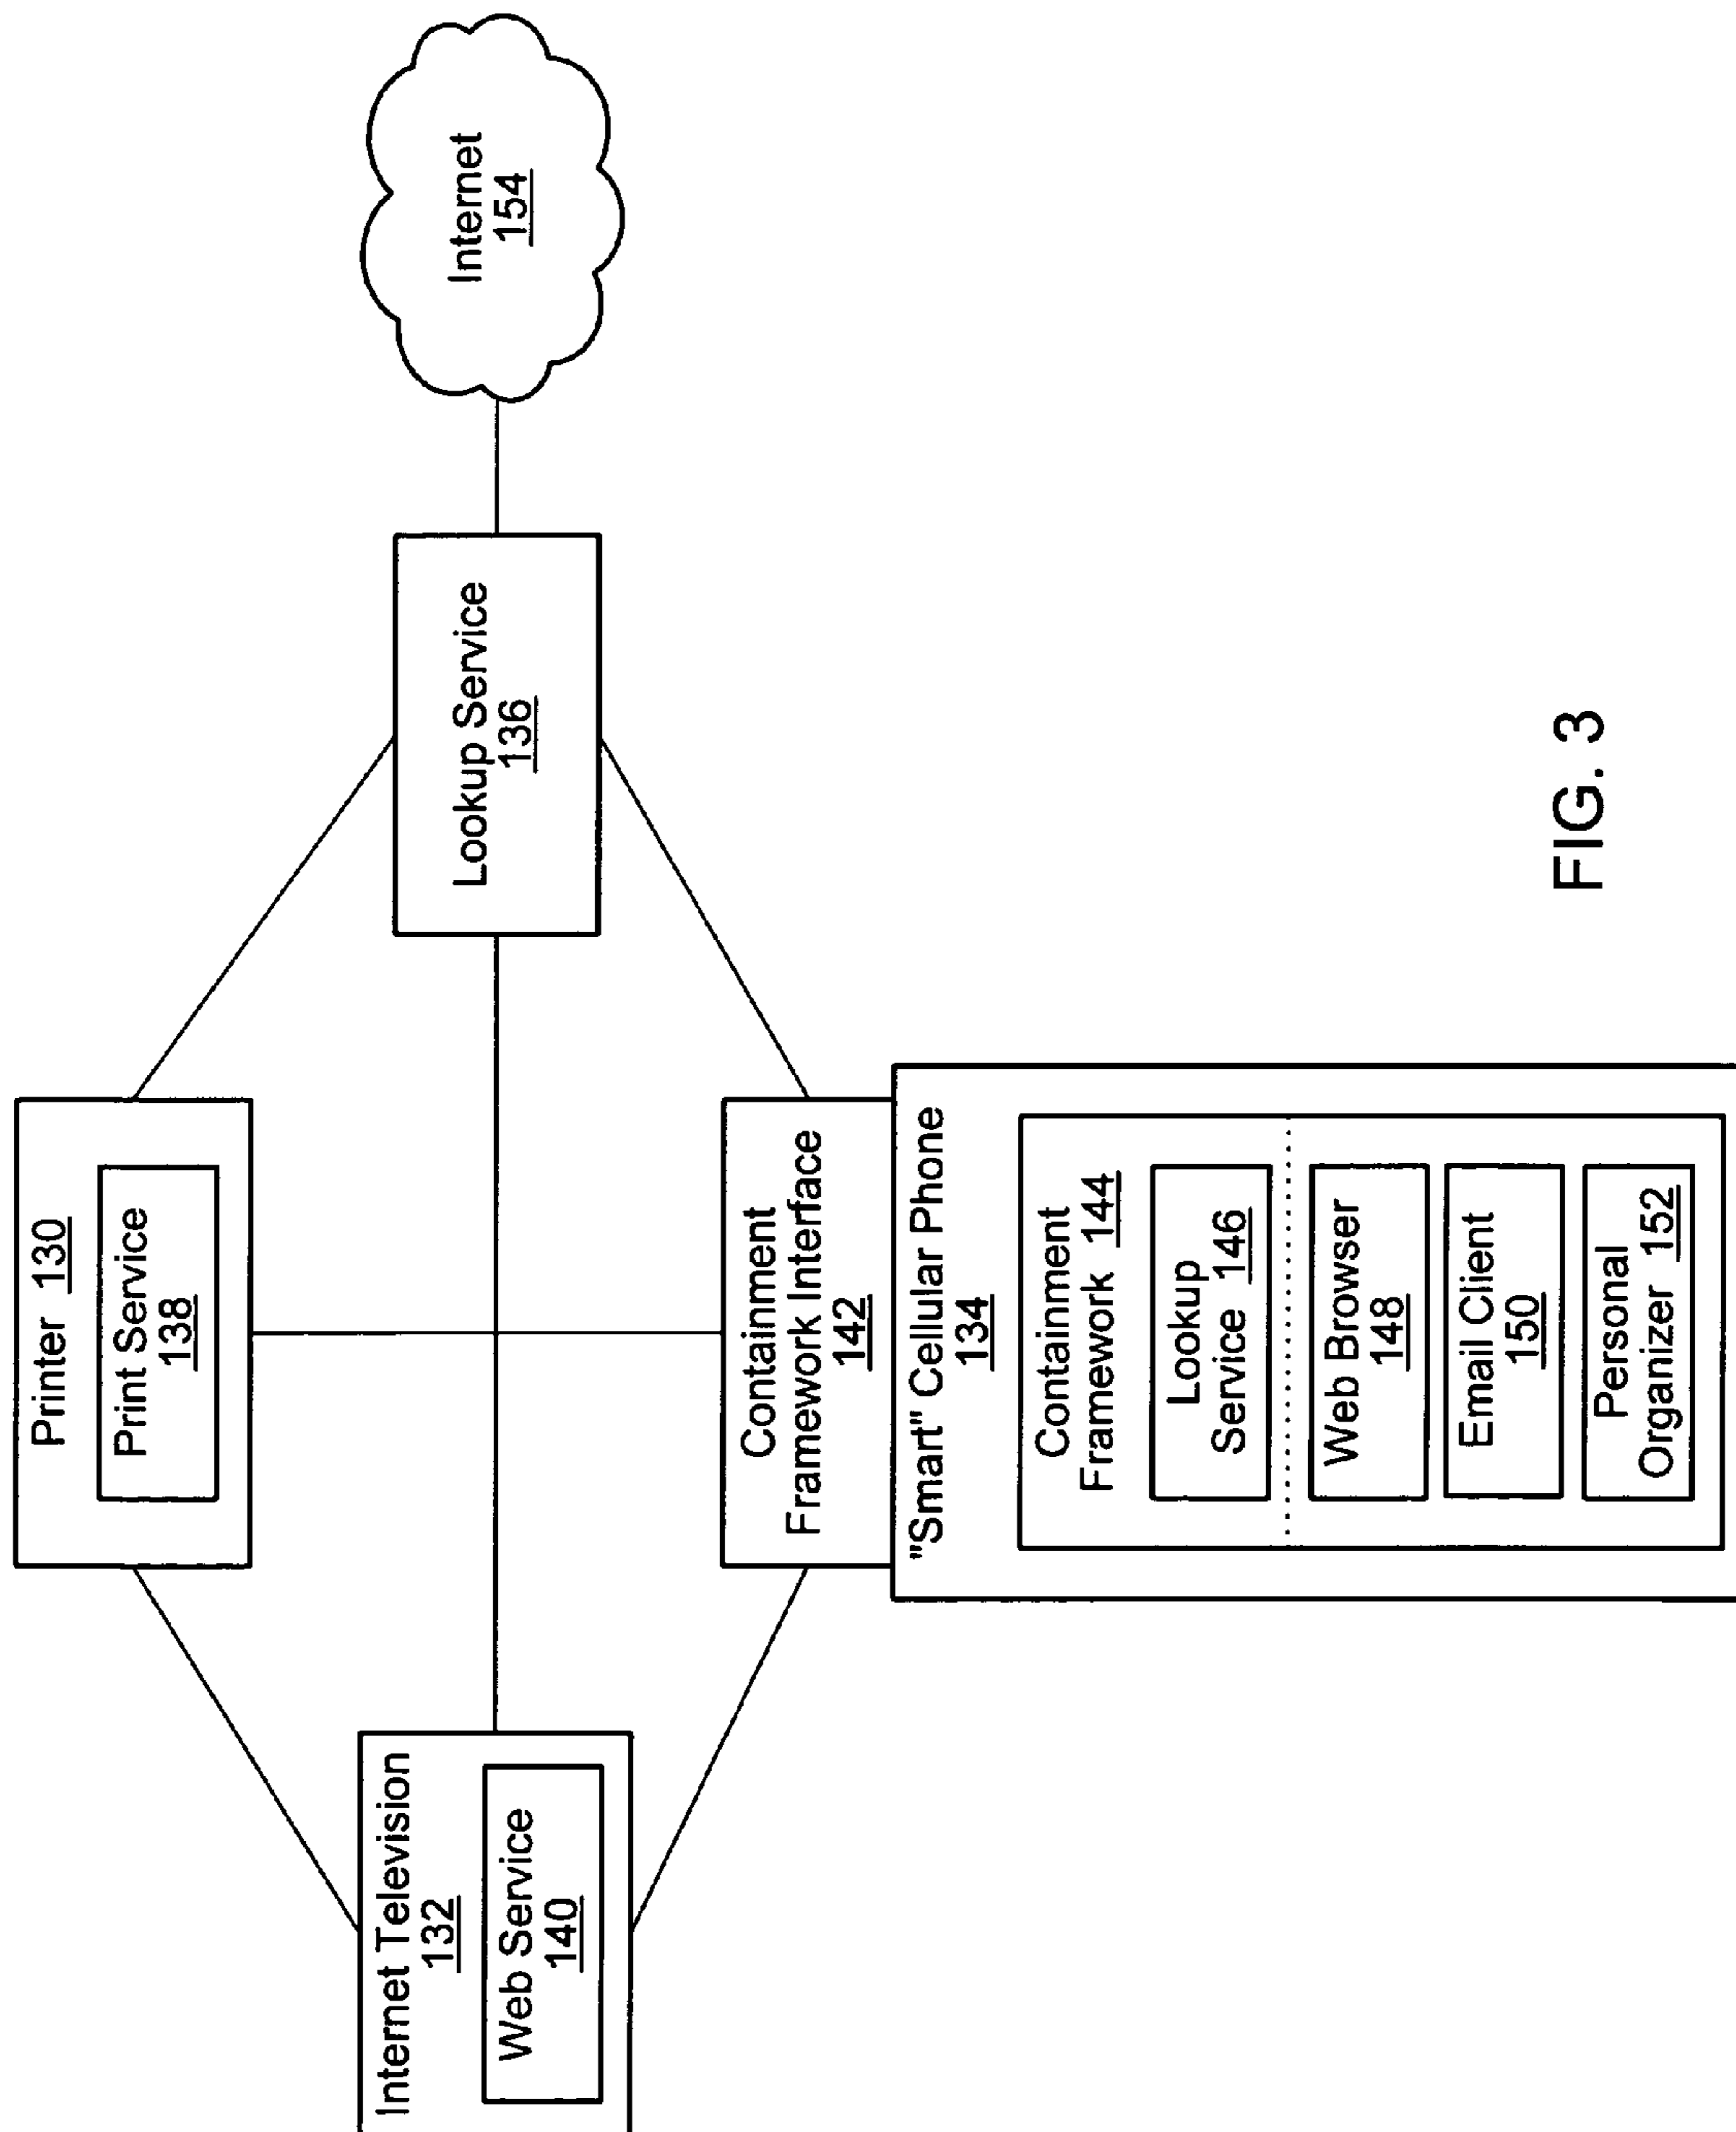 Printer 130
Print Service
138
Internet Television
132
Web Service
140
Lookup Service
136
Internet
154
Containment
Framework Interface
142
"Smart" Cellular Phone
134
Containment
Framework 144
Lookup
Service 146
Web Browser
148
Email Client
150
Personal
Organizer 152
FIG. 3